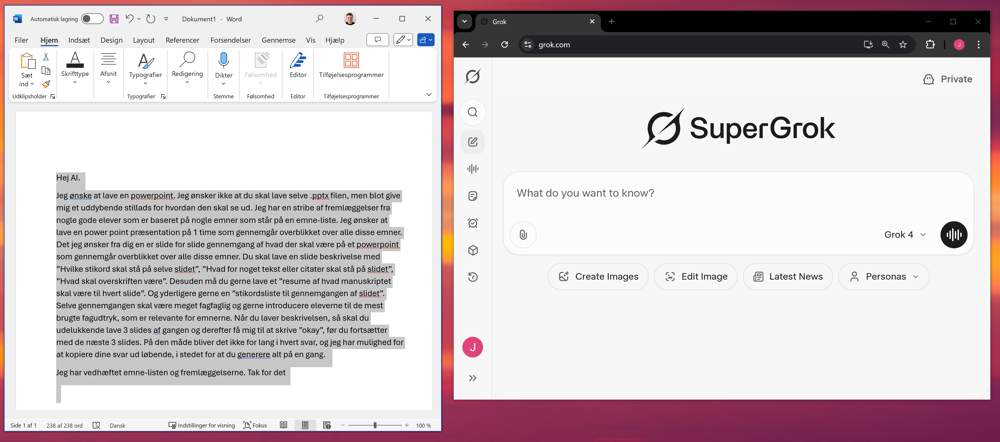 Automatisk lagring
Dokument1 - Word
Filer Hjem Indsæt Design Layout Referencer Forsendelser Gennemse Vis Hjælp
Sæt ind
Skrifttype
Afsnit
Typografier
Redigering
Dikter
Følsomhed
Editor
Tilføjelsesprogrammer
Udklipsholder
Typografier
Stemme
Følsomhed
Editor
Tilføjelsesprogrammer
Hej AI.
Jeg ønske at lave en powerpoint. Jeg ønsker ikke at du skal lave selve .pptx filen, men blot give
mig et uddybende stillads for hvordan den skal se ud. Jeg har en stribe af fremlæggelser fra
nogle gode elever som er baseret på nogle emner som står på en emne-liste. Jeg ønsker at
lave en power point præsentation på 1 time som gennemgår overblikket over alle disse emner.
Det jeg ønsker fra dig en er slide for slide gennemgang af hvad der skal være på et powerpoint
som gennemgår overblikket over alle disse emner. Du skal lave en slide beskrivelse med
”Hvilke stikord skal stå på selve slidet”, ”Hvad for noget tekst eller citater skal stå på slidet”,
”Hvad skal overskriften være”. Desuden må du gerne lave et ”resume af hvad manuskriptet
skal være til hvert slide”. Og yderligere gerne en ”stikordsliste til gennemgangen af slidet”.
Selve gennemgangen skal være meget fagfaglig og gerne introducere eleverne til de mest
brugte fagudtryk, som er relevante for emnerne. Når du laver beskrivelsen, så skal du
udelukkende lave 3 slides af gangen og derefter få mig til at skrive ”okay”, før du fortsætter
med de næste 3 slides. På den måde bliver det ikke for lang i hvert svar, og jeg har mulighed for
at kopiere dine svar ud løbende, i stedet for at du generere alt på en gang.
Jeg har vedhæftet emne-listen og fremlæggelserne. Tak for det
Side 1 af 1
238 af 238 ord
Dansk
Indstillinger for visning
Fokus
100 %
Grok
grok.com
J
Private
SuperGrok
What do you want to know?
Grok 4
Create Images
Edit Image
Latest News
Personas
J